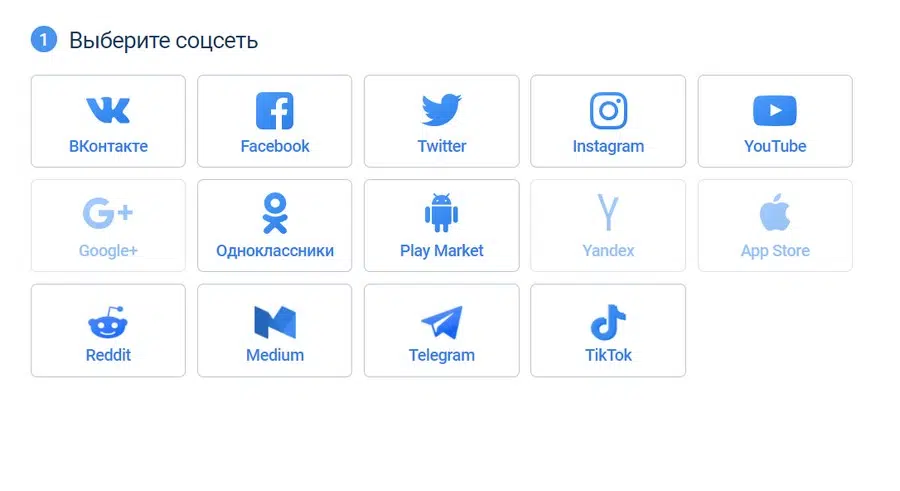 1 Выберите соцсеть
ВКонтакте Facebook Twitter Instagram YouTube
Google+ Одноклассники Play Market Yandex App Store
Reddit Medium Telegram TikTok